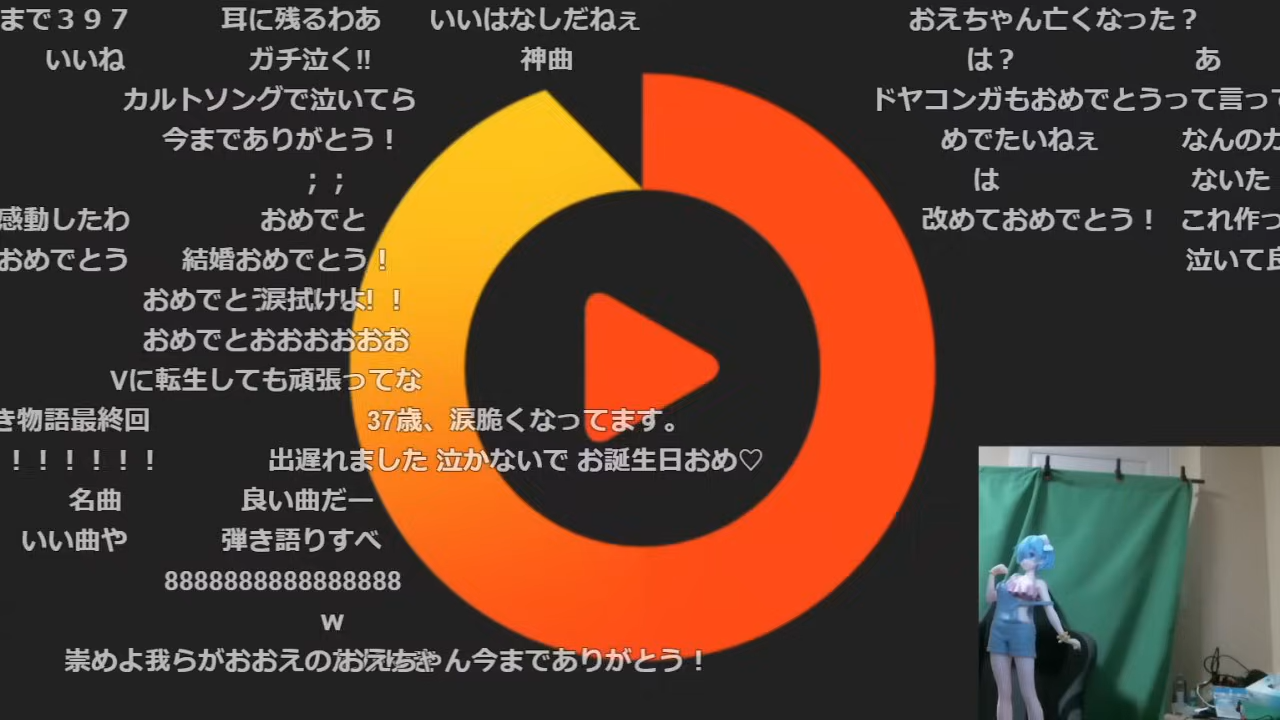 まで３９７ 耳に残るわあ いいはなしだねぇ おえちゃん亡くなった？
いいね ガチ泣く!! 神曲 は？ あ
カルトソングで泣いてら ドヤコンガもおめでとうって言って
今までありがとう！ めでたいねぇ なんのカ
；； は ないた
感動したわ おめでと 改めておめでとう！ これ作っ
おめでとう 結婚おめでとう！ 泣いて良
おめでとう 涙拭けよ！！
おめでとおおおおおお
Vに転生しても頑張ってな
き物語最終回 37歳、涙脆くなってます。
！！！！！！ 出遅れました 泣かないで お誕生日おめ♡
名曲 良い曲だー
いい曲や 弾き語りすべ
8888888888888888
w
崇めよ我らがおおえの おえちゃん今までありがとう！